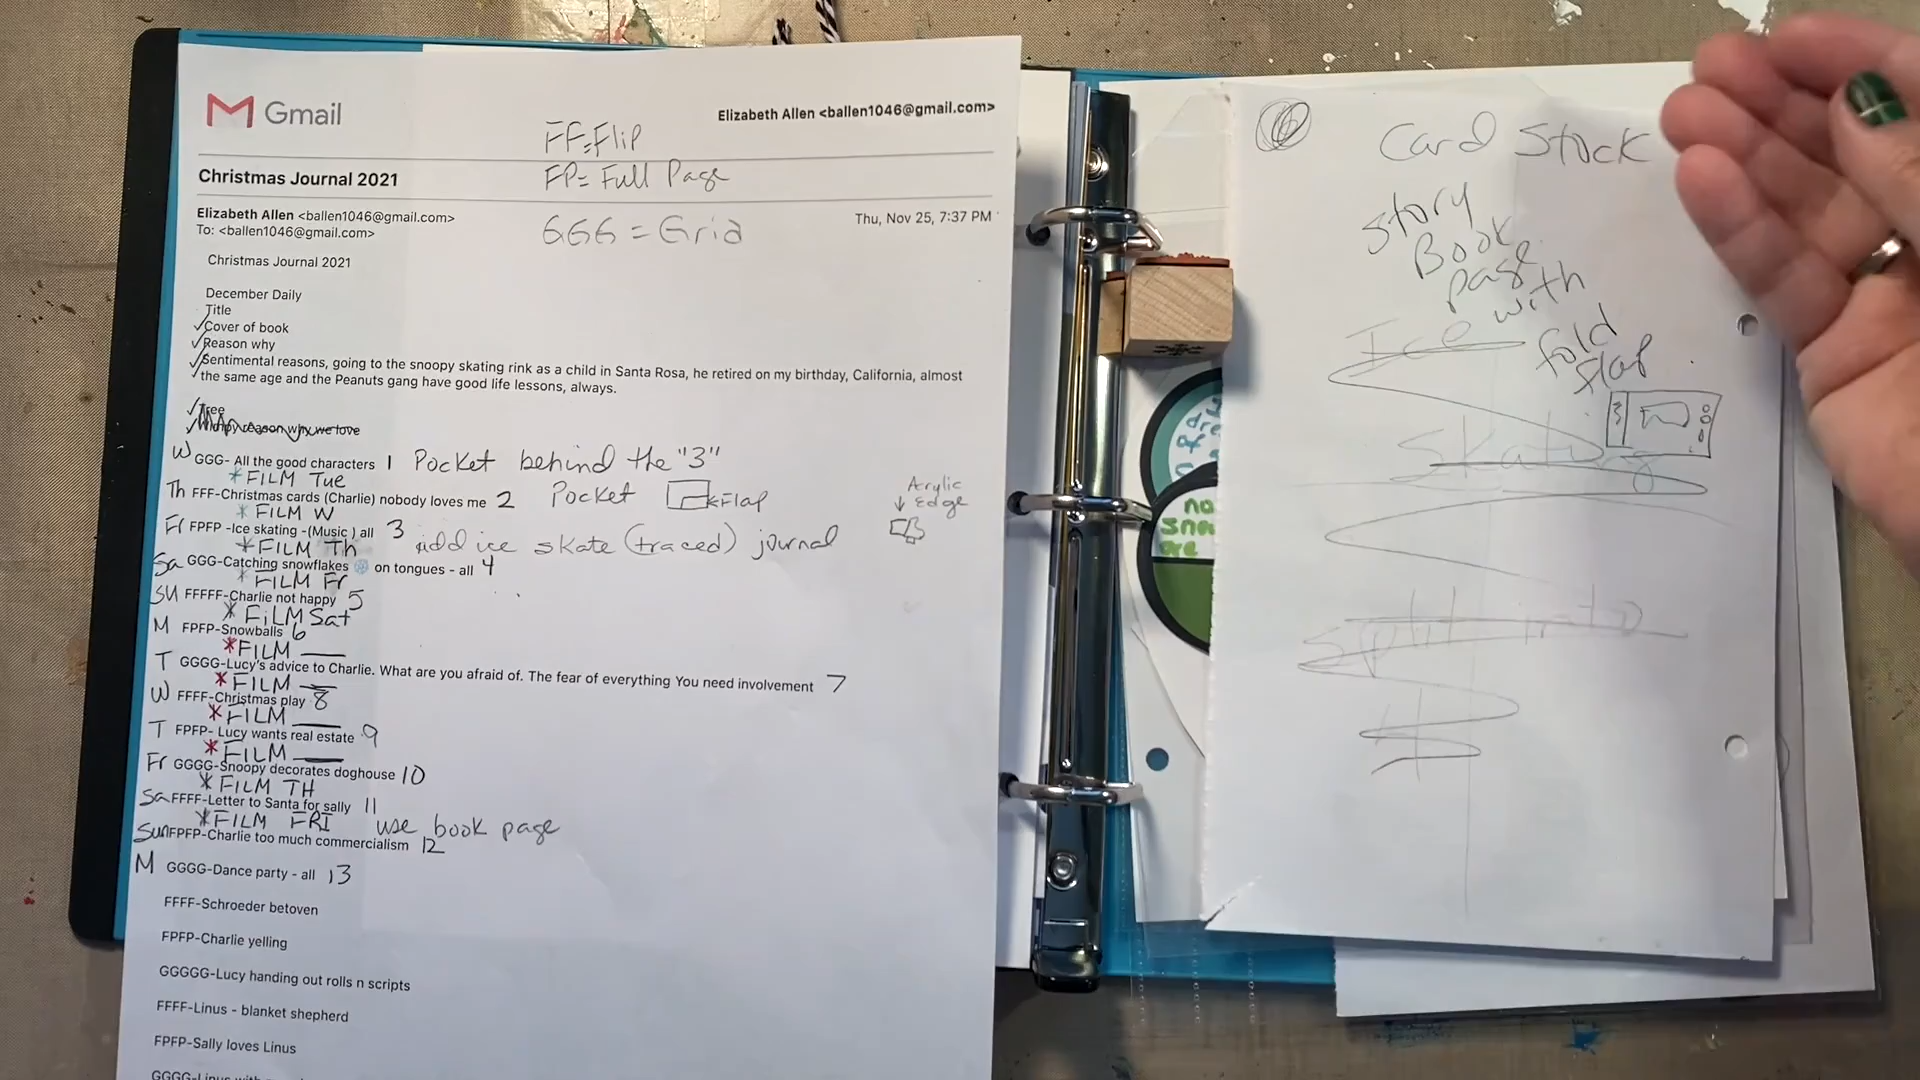 Gmail
Elizabeth Allen <ballen1046@gmail.com>
FF=Flip
Christmas Journal 2021
FP= Full Page
Elizabeth Allen <ballen1046@gmail.com>
To: <ballen1046@gmail.com>
GGG = Grid
Thu, Nov 25, 7:37 PM
Christmas Journal 2021
December Daily
Title
Cover of book
Reason why
Sentimental reasons, going to the snoopy skating rink as a child in Santa Rosa, he retired on my birthday, California, almost
the same age and the Peanuts gang have good life lessons, always.
Tree
reason why we love
W GGG- All the good characters 1 Pocket behind the "3"
* FILM Tue
Th FFF-Christmas cards (Charlie) nobody loves me 2 Pocket Flap
* FILM W
Acrylic
Edge
Fr FPFP -Ice skating -(Music ) all 3 add ice skate (traced) journal
* FILM Th
Sa GGG-Catching snowflakes on tongues - all 4
* FILM Fr
SU FFFFF-Charlie not happy 5
* FILM Sat
M FPFP-Snowballs 6
* FILM
T GGGG-Lucy's advice to Charlie. What are you afraid of. The fear of everything You need involvement 7
* FILM
W FFFF-Christmas play 8
* FILM
T FPFP- Lucy wants real estate 9
* FILM
Fr GGGG-Snoopy decorates doghouse 10
* FILM TH
Sa FFFF-Letter to Santa for sally 11
* FILM FRI use book page
Sun FPFP-Charlie too much commercialism 12
M GGGG-Dance party - all 13
FFFF-Schroeder betoven
FPFP-Charlie yelling
GGGGG-Lucy handing out rolls n scripts
FFFF-Linus - blanket shepherd
FPFP-Sally loves Linus
GGGG-Linus with
Card Stock
Story
Book
page
with
fold
flap
Ice
Skating
Split
no